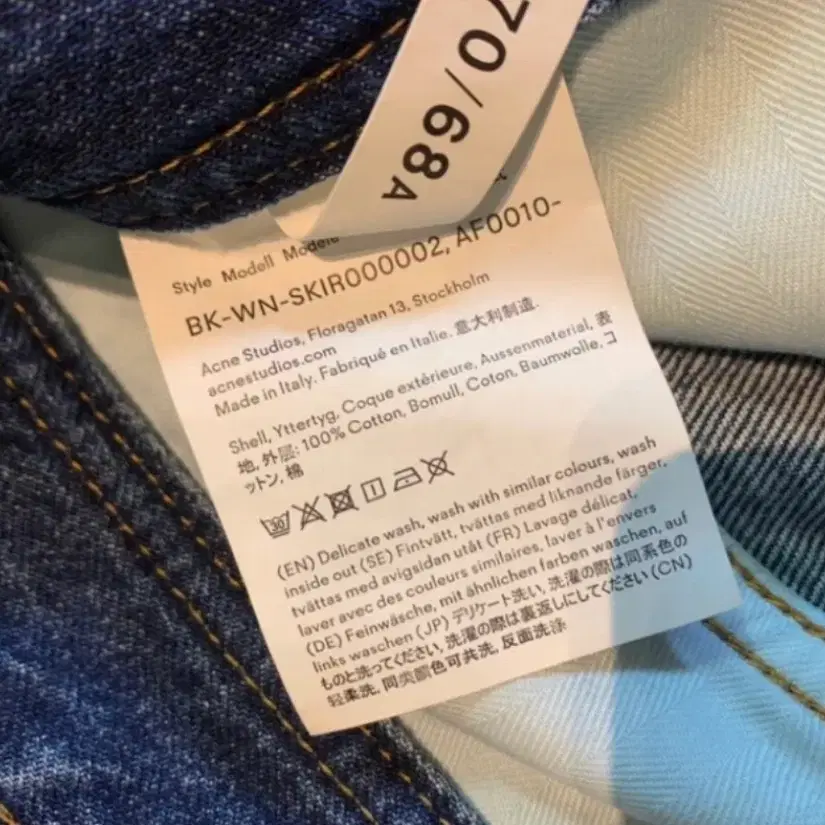 70/68A
Style Modell Modèle
BK-WN-SKIR000002, AF0010-
Acne Studios, Floragatan 13, Stockholm
acnestudios.com
Made in Italy. Fabriqué en Italie. 意大利制造.
Shell, Yttertyg, Coque extérieure, Aussenmaterial, 表
地, 外层: 100% Cotton, Bomull, Coton, Baumwolle, コ
ットン, 棉
30
(EN) Delicate wash, wash with similar colours, wash
inside out (SE) Fintvätt, tvättas med liknande färger,
tvättas med avigsidan utåt (FR) Lavage délicat,
laver avec des couleurs similaires, laver à l'envers
(DE) Feinwäsche, mit ähnlichen farben waschen, auf
links waschen (JP) デリケート洗い, 洗濯の際は同系色の
ものと洗ってください, 洗濯の際は裏返しにしてください (CN)
轻柔洗, 同类颜色可共洗, 反面洗涤